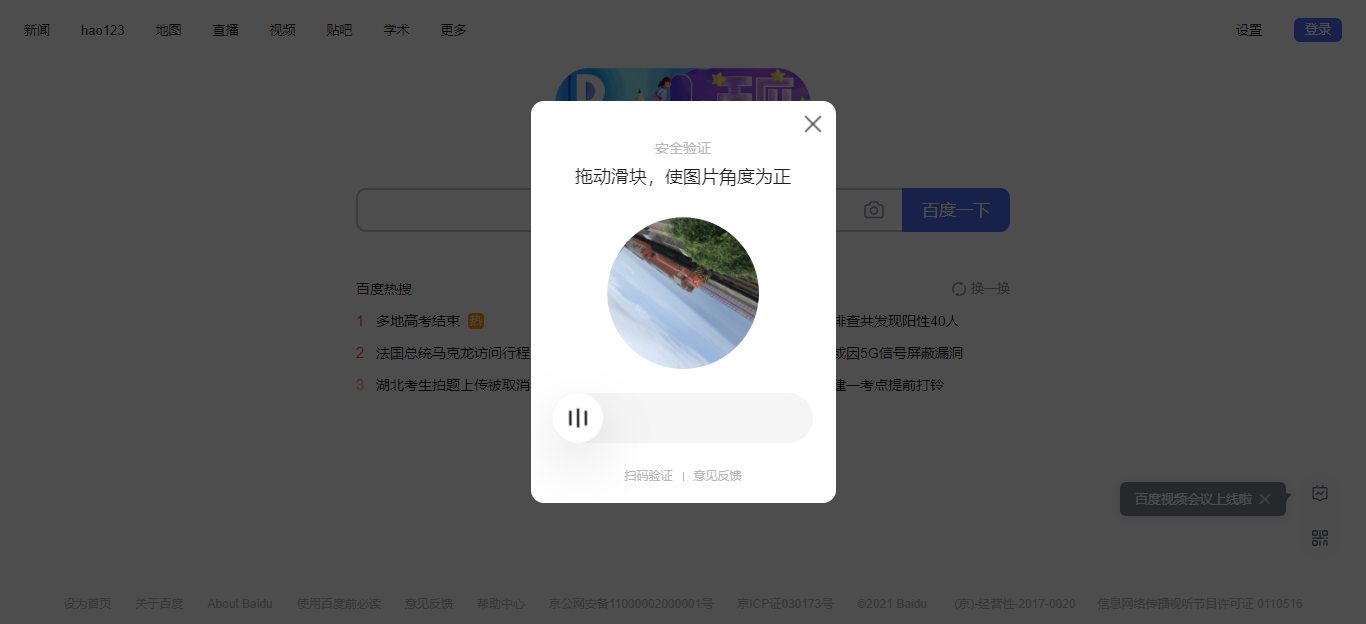 新闻 hao123 地图 直播 视频 贴吧 学术 更多 设置 登录
安全验证
拖动滑块，使图片角度为正
百度一下
百度热搜 换一换
1 多地高考结束 热
排查共发现阳性40人
2 法国总统马克龙访问行程
或因5G信号屏蔽漏洞
3 湖北考生拍题上传被取消
建一考点提前打铃
扫码验证 | 意见反馈
百度视频会议上线啦
设为首页 关于百度 About Baidu 使用百度前必读 意见反馈 帮助中心 京公网安备11000002000001号 京ICP证030173号 ©2021 Baidu (京)-经营性-2017-0020 信息网络传播视听节目许可证 0110516